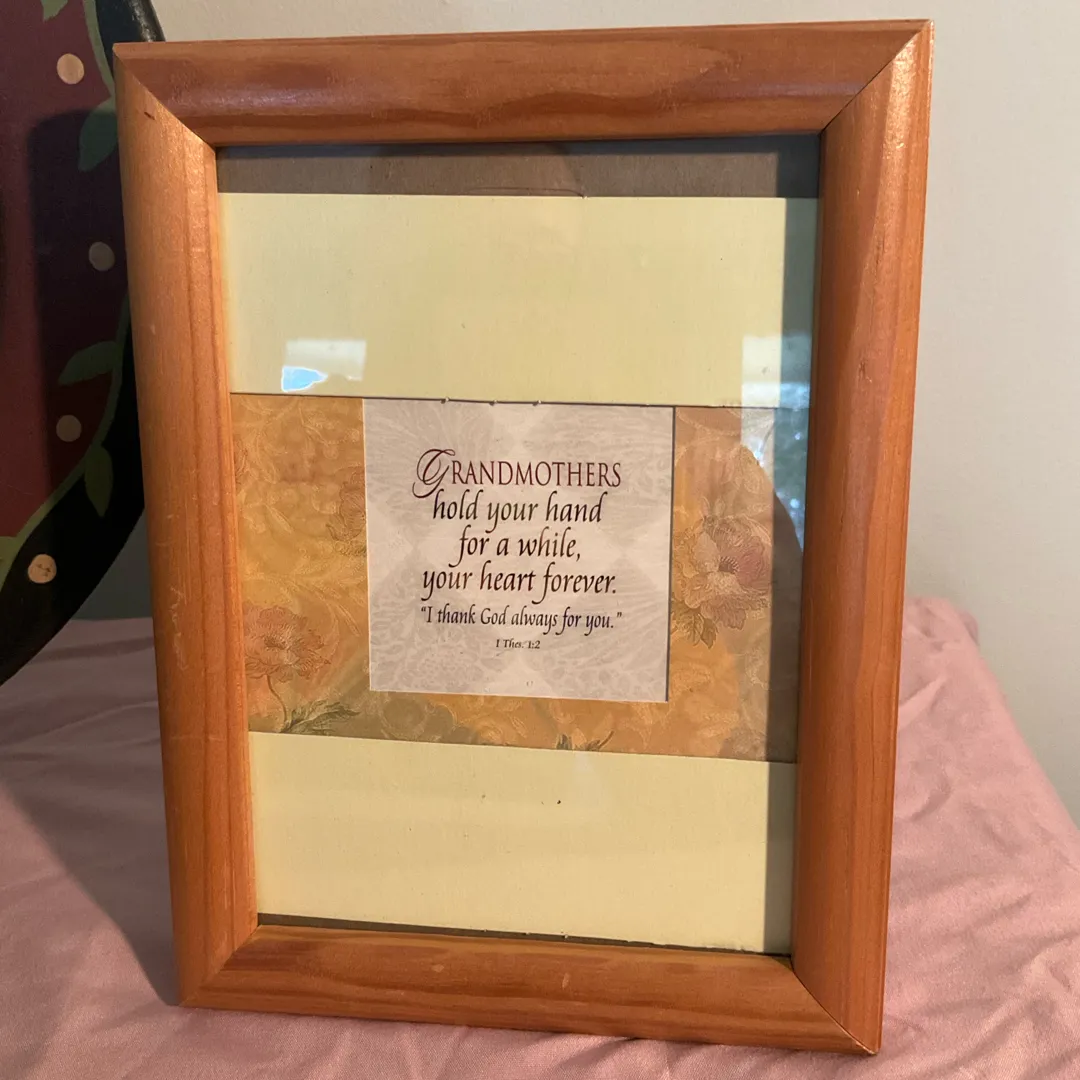 GRANDMOTHERS
hold your hand
for a while,
your heart forever.
"I thank God always for you."
1 Thes. 1:2